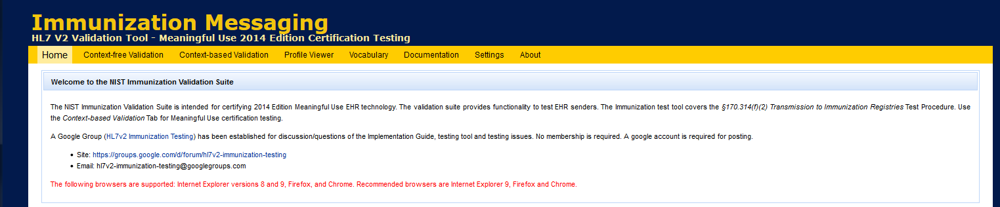 Immunization Messaging
HL7 V2 Validation Tool - Meaningful Use 2014 Edition Certification Testing
Home Context-free Validation Context-based Validation Profile Viewer Vocabulary Documentation Settings About
Welcome to the NIST Immunization Validation Suite
The NIST Immunization Validation Suite is intended for certifying 2014 Edition Meaningful Use EHR technology. The validation suite provides functionality to test EHR senders. The Immunization test tool covers the §170.314(f)(2) Transmission to Immunization Registries Test Procedure. Use
the Context-based Validation Tab for Meaningful Use certification testing.
A Google Group (HL7v2 Immunization Testing) has been established for discussion/questions of the Implementation Guide, testing tool and testing issues. No membership is required. A google account is required for posting.
• Site: https://groups.google.com/d/forum/hl7v2-immunization-testing
• Email: hl7v2-immunization-testing@googlegroups.com
The following browsers are supported: Internet Explorer versions 8 and 9, Firefox, and Chrome. Recommended browsers are Internet Explorer 9, Firefox and Chrome.